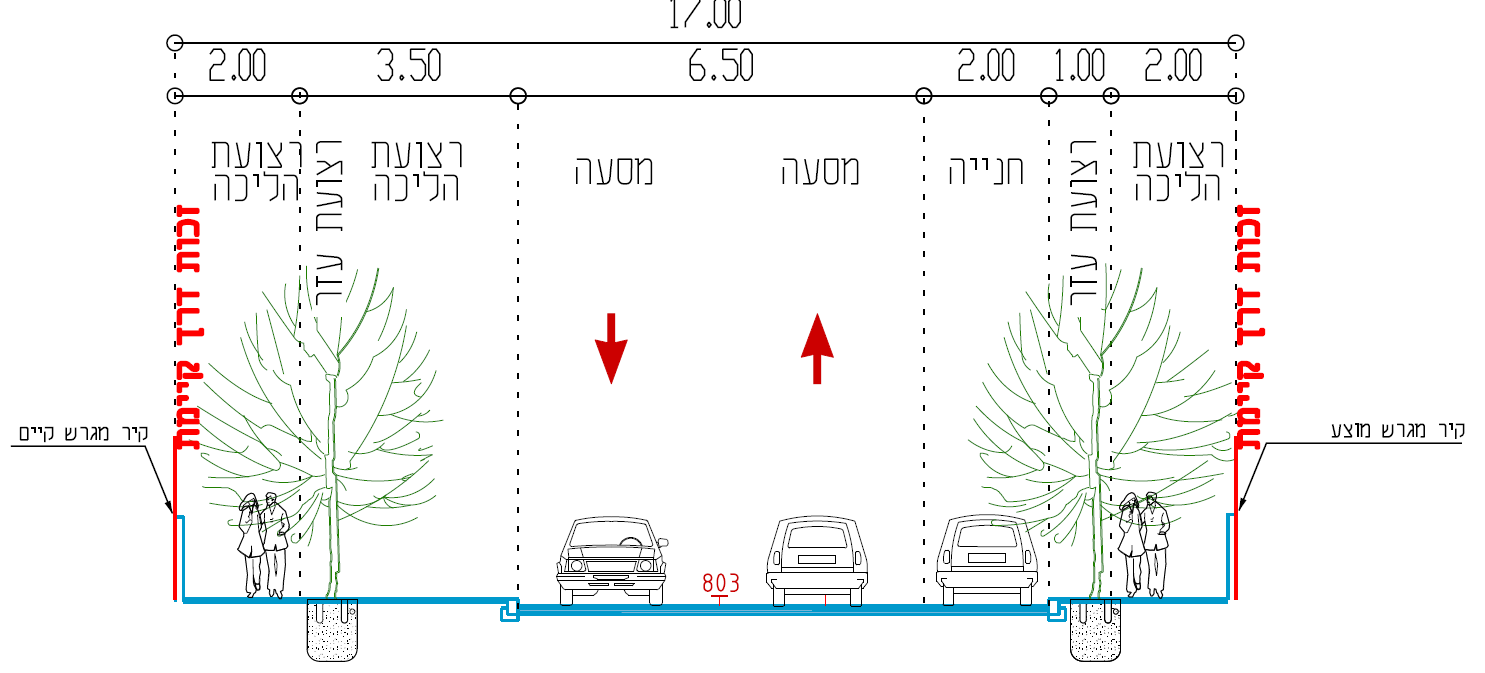 17.00
2.00 3.50 6.50 2.00 1.00 2.00
רצועת
הליכה
רצועת עזר
רצועת
הליכה
מסעה
מסעה
חנייה
רצועת עזר
רצועת
הליכה
זכות דרך קיימת
זכות דרך קיימת
קיר מגרש קיים
קיר מגרש מוצע
803